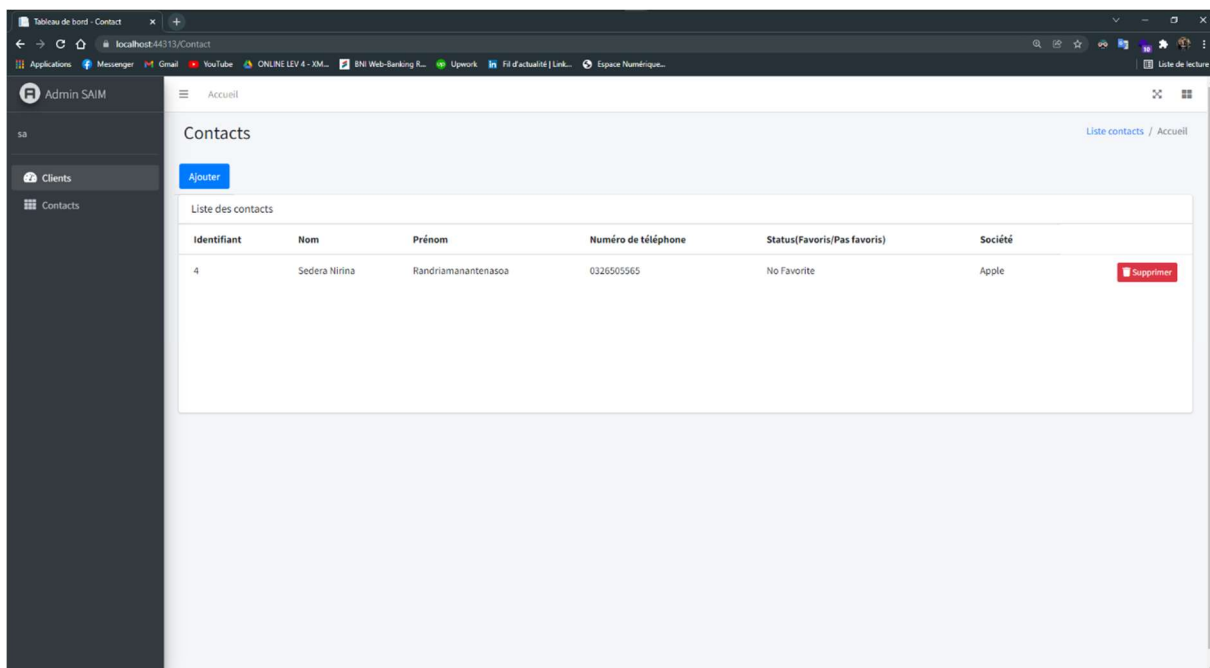 Tableau de bord - Contact
localhost:44313/Contact
Applications Messenger Gmail YouTube ONLINE LEV 4 - XM... BNI Web-Banking R... Upwork Fil d'actualité | Link... Espace Numérique... Liste de lecture
Admin SAIM
Accueil
sa
Contacts
Liste contacts / Accueil
Clients
Contacts
Ajouter
Liste des contacts
Identifiant Nom Prénom Numéro de téléphone Status(Favoris/Pas favoris) Société
4 Sedera Nirina Randriamanantenasoa 0326505565 No Favorite Apple Supprimer